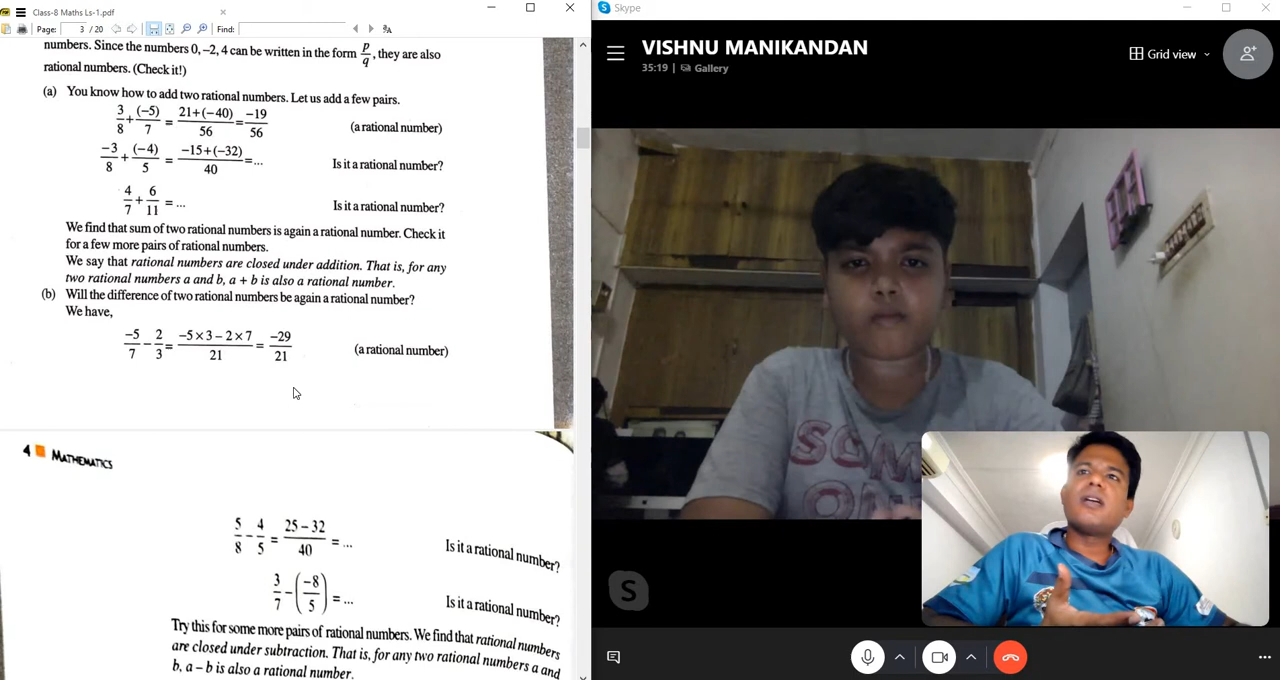 Class-8 Maths Ls-1.pdf
Page: 3 / 20 Find:
numbers. Since the numbers 0, –2, 4 can be written in the form p/q, they are also
rational numbers. (Check it!)
(a) You know how to add two rational numbers. Let us add a few pairs.
3/8 + (–5)/7 = 21+(–40)/56 = –19/56 (a rational number)
–3/8 + (–4)/5 = –15+(–32)/40 = ... Is it a rational number?
4/7 + 6/11 = ... Is it a rational number?
We find that sum of two rational numbers is again a rational number. Check it
for a few more pairs of rational numbers.
We say that rational numbers are closed under addition. That is, for any
two rational numbers a and b, a + b is also a rational number.
(b) Will the difference of two rational numbers be again a rational number?
We have,
–5/7 – 2/3 = –5×3–2×7/21 = –29/21 (a rational number)
4 MATHEMATICS
5/8 – 4/5 = 25–32/40 = ... Is it a rational number?
3/7 – (–8/5) = ... Is it a rational number?
Try this for some more pairs of rational numbers. We find that rational numbers
are closed under subtraction. That is, for any two rational numbers a and
b, a – b is also a rational number.
Skype
VISHNU MANIKANDAN
35:19 | Gallery
Grid view
S